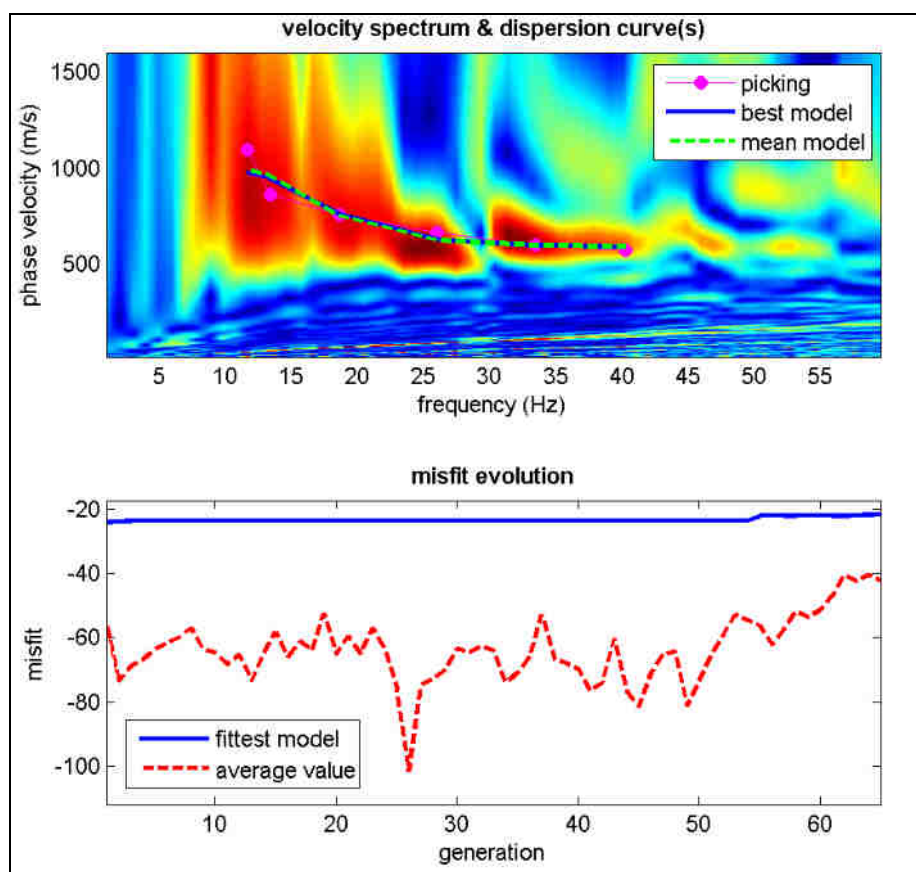 velocity spectrum & dispersion curve(s)
phase velocity (m/s)
1500
1000
500
picking
best model
mean model
5 10 15 20 25 30 35 40 45 50 55
frequency (Hz)
misfit evolution
misfit
-20
-40
-60
-80
-100
fittest model
average value
10 20 30 40 50 60
generation